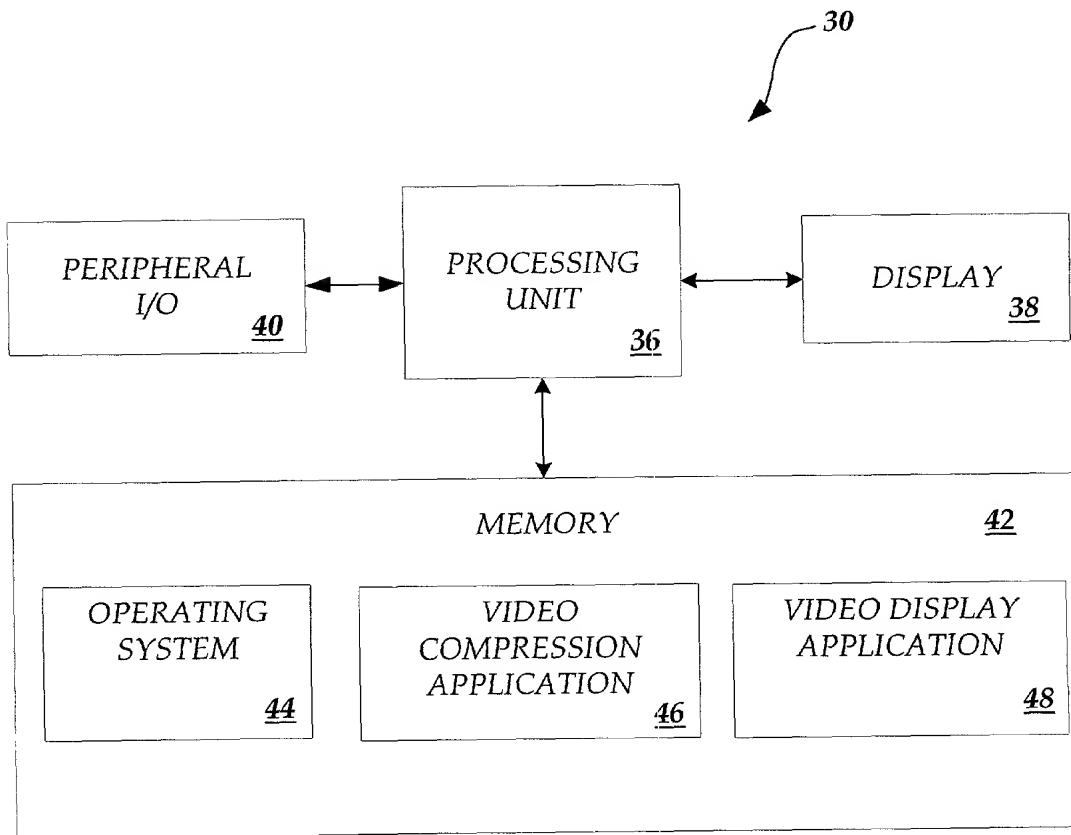 30
PERIPHERAL
I/O
40
PROCESSING
UNIT
36
DISPLAY
38
MEMORY
42
OPERATING
SYSTEM
44
VIDEO
COMPRESSION
APPLICATION
46
VIDEO DISPLAY
APPLICATION
48